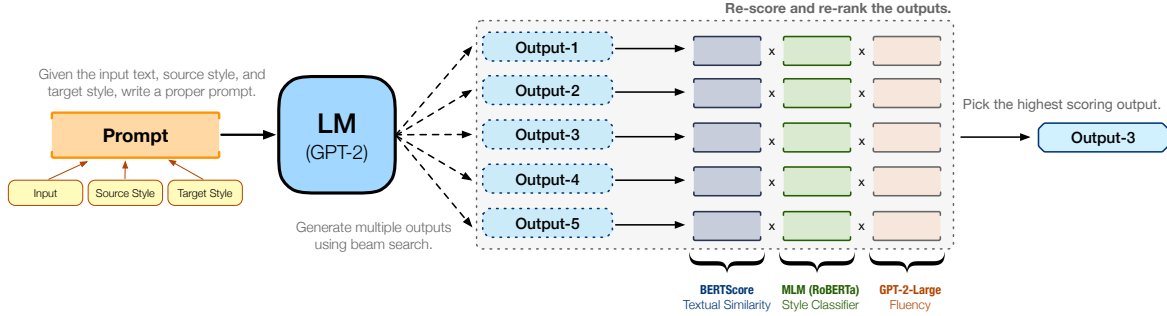 Re-score and re-rank the outputs.
Given the input text, source style, and
target style, write a proper prompt.
Prompt
Input
Source Style
Target Style
LM
(GPT-2)
Generate multiple outputs
using beam search.
Output-1
x
x
Output-2
x
x
Output-3
x
x
Output-4
x
x
Output-5
x
x
BERTScore
Textual Similarity
MLM (RoBERTa)
Style Classifier
GPT-2-Large
Fluency
Pick the highest scoring output.
Output-3